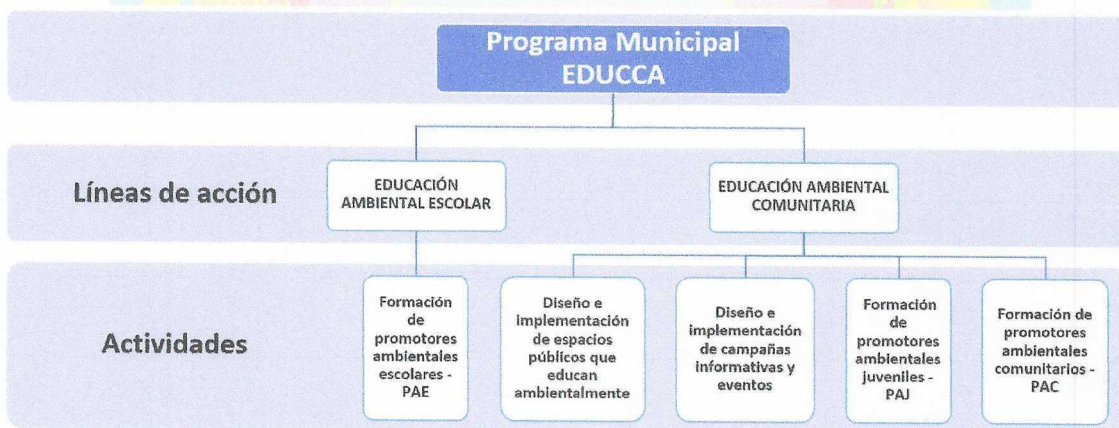 Programa Municipal
EDUCCA
Líneas de acción
EDUCACIÓN
AMBIENTAL ESCOLAR
EDUCACIÓN AMBIENTAL
COMUNITARIA
Actividades
Formación
de
promotores
ambientales
escolares -
PAE
Diseño e
implementación
de espacios
públicos que
educan
ambientalmente
Diseño e
implementación
de campañas
informativas y
eventos
Formación
de
promotores
ambientales
juveniles -
PAJ
Formación de
promotores
ambientales
comunitarios -
PAC